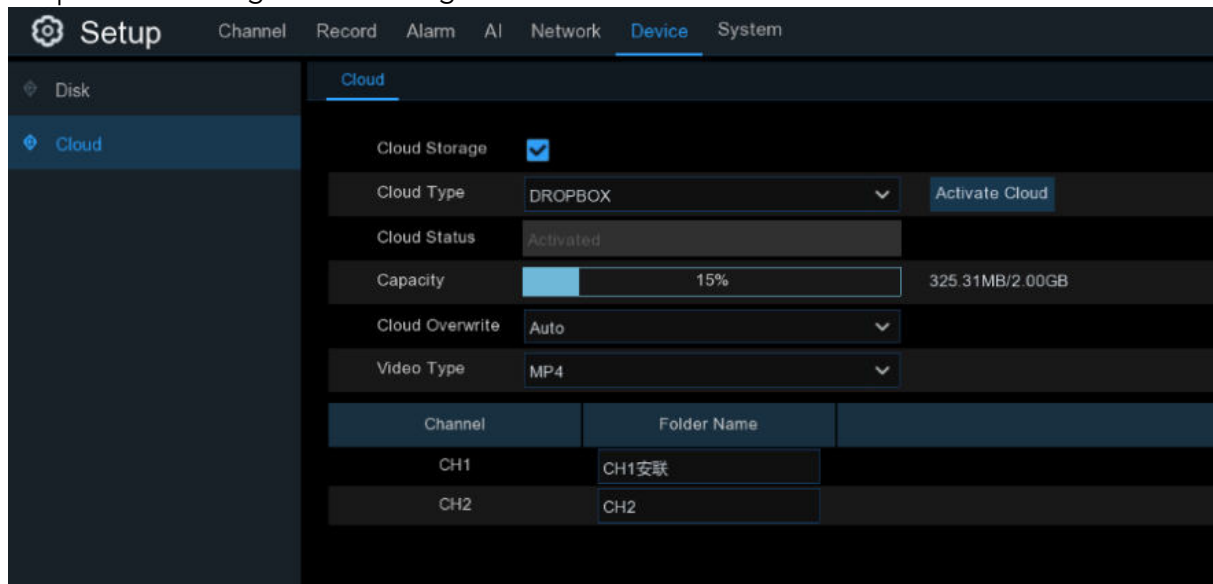 Setup Channel Record Alarm AI Network Device System
Disk
Cloud
Cloud
Cloud Storage
Cloud Type DROPBOX Activate Cloud
Cloud Status Activated
Capacity 15% 325.31MB/2.00GB
Cloud Overwrite Auto
Video Type MP4
Channel Folder Name
CH1 CH1安联
CH2 CH2